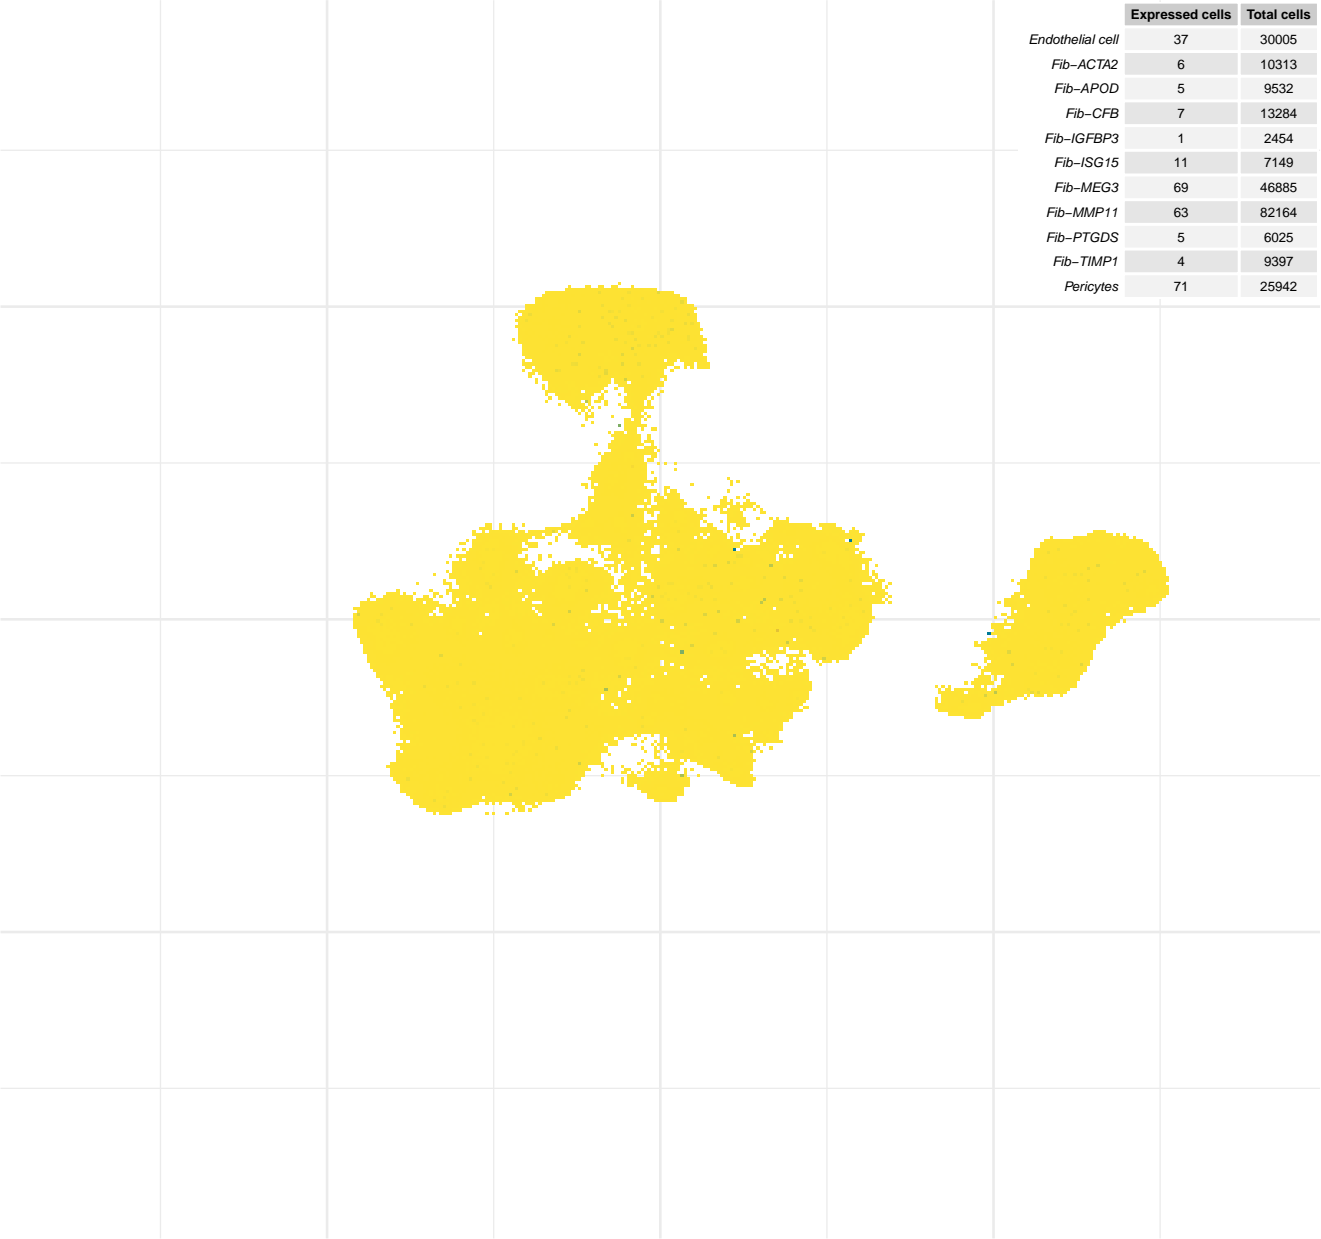 Expressed cells Total cells
Endothelial cell 37 30005
Fib−ACTA2 6 10313
Fib−APOD 5 9532
Fib−CFB 7 13284
Fib−IGFBP3 1 2454
Fib−ISG15 11 7149
Fib−MEG3 69 46885
Fib−MMP11 63 82164
Fib−PTGDS 5 6025
Fib−TIMP1 4 9397
Pericytes 71 25942